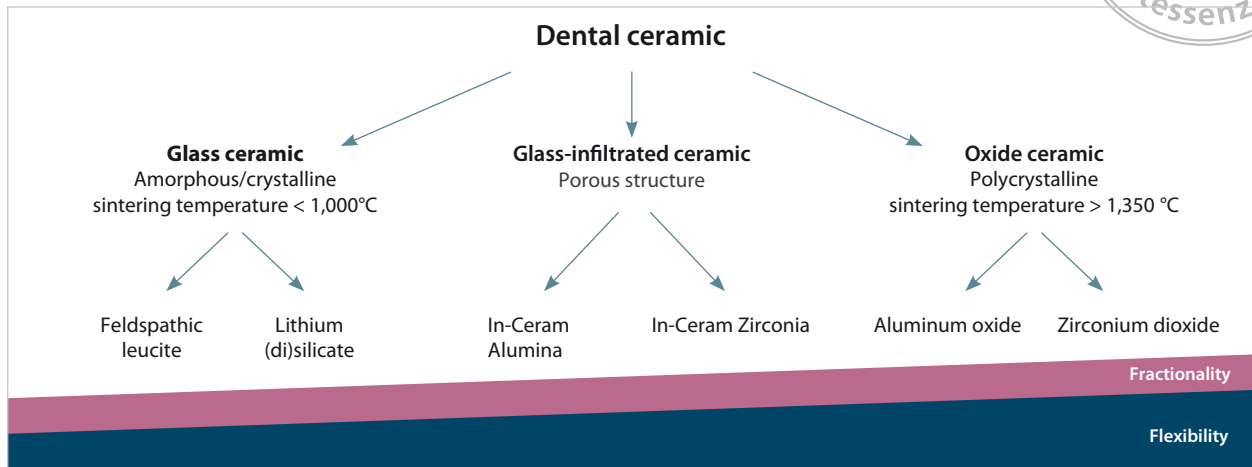 Dental ceramic
Glass ceramic
Amorphous/crystalline
sintering temperature < 1,000°C
Glass-infiltrated ceramic
Porous structure
Oxide ceramic
Polycrystalline
sintering temperature > 1,350 °C
Feldspathic
leucite
Lithium
(di)silicate
In-Ceram
Alumina
In-Ceram Zirconia
Aluminum oxide
Zirconium dioxide
Fractionality
Flexibility